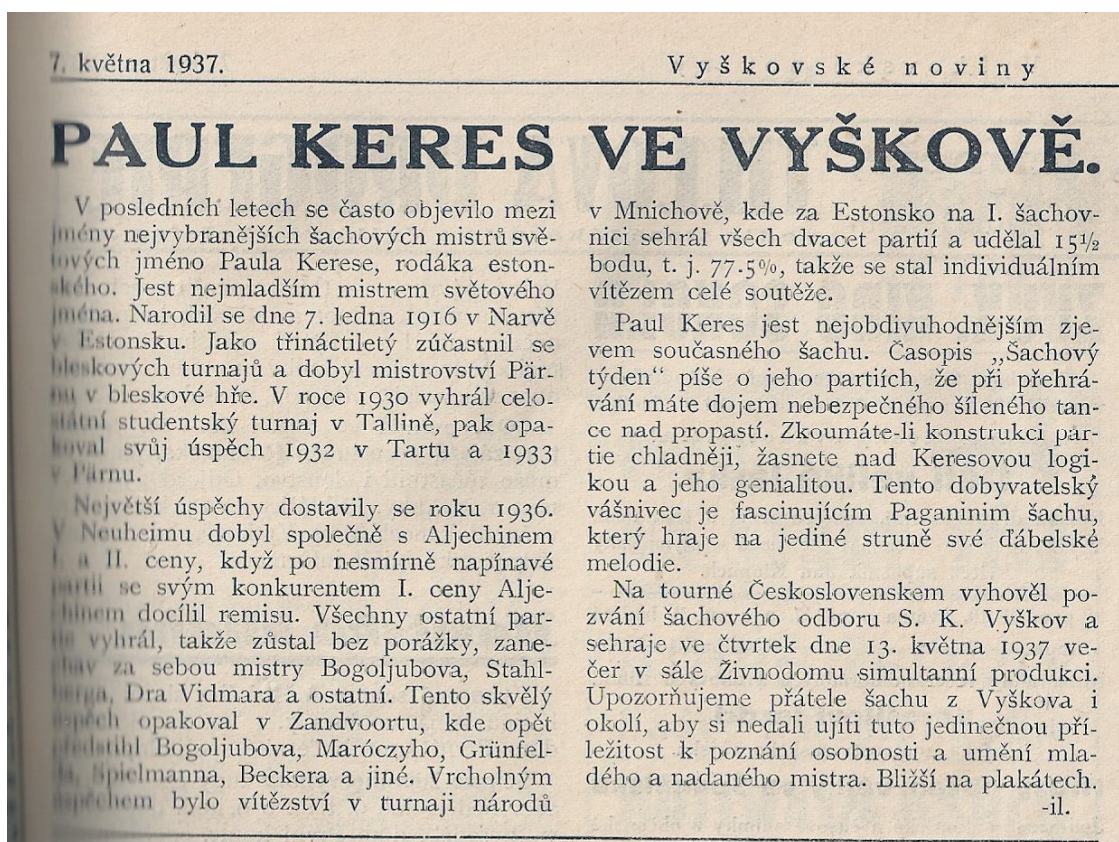 7. května 1937.
Vyškovské noviny
PAUL KERES VE VYŠKOVĚ.
V posledních letech se často objevilo mezi
jmény nejvybranějších šachových mistrů svě-
tových jméno Paula Kerese, rodáka eston-
ského. Jest nejmladším mistrem světového
jména. Narodil se dne 7. ledna 1916 v Narvě
v Estonsku. Jako třináctiletý zúčastnil se
bleskových turnajů a dobyl mistrovství Pär-
nu v bleskové hře. V roce 1930 vyhrál celo-
státní studentský turnaj v Tallině, pak opa-
koval svůj úspěch 1932 v Tartu a 1933
v Pärnu.
Největší úspěchy dostavily se roku 1936.
V Neuheimu dobyl společně s Aljechinem
I. a II. ceny, když po nesmírně napínavé
partii se svým konkurentem I. ceny Alje-
chinem docílil remisu. Všechny ostatní par-
tie vyhrál, takže zůstal bez porážky, zane-
chav za sebou mistry Bogoljubova, Stahl-
berga, Dra Vidmara a ostatní. Tento skvělý
úspěch opakoval v Zandvoortu, kde opět
předstihl Bogoljubova, Maróczyho, Grünfel-
da, Spielmanna, Beckera a jiné. Vrcholným
úspěchem bylo vítězství v turnaji národů
v Mnichově, kde za Estonsko na I. šachov-
nici sehrál všech dvacet partií a udělal 15½
bodu, t. j. 77·5%, takže se stal individuálním
vítězem celé soutěže.
Paul Keres jest nejobdivuhodnějším zje-
vem současného šachu. Časopis „Šachový
týden“ píše o jeho partiích, že při přehrá-
vání máte dojem nebezpečného šíleného tan-
ce nad propastí. Zkoumáte-li konstrukci par-
tie chladněji, žasnete nad Keresovou logi-
kou a jeho genialitou. Tento dobyvatelský
vášnivec je fascinujícím Paganinim šachu,
který hraje na jediné struně své ďábelské
melodie.
Na tourné Československem vyhověl po-
zvání šachového odboru S. K. Vyškov a
sehraje ve čtvrtek dne 13. května 1937 ve-
čer v sále Živnodomu simultanní produkci.
Upozorňujeme přátele šachu z Vyškova i
okolí, aby si nedali ujíti tuto jedinečnou pří-
ležitost k poznání osobnosti a umění mla-
dého a nadaného mistra. Bližší na plakátech.
-il.